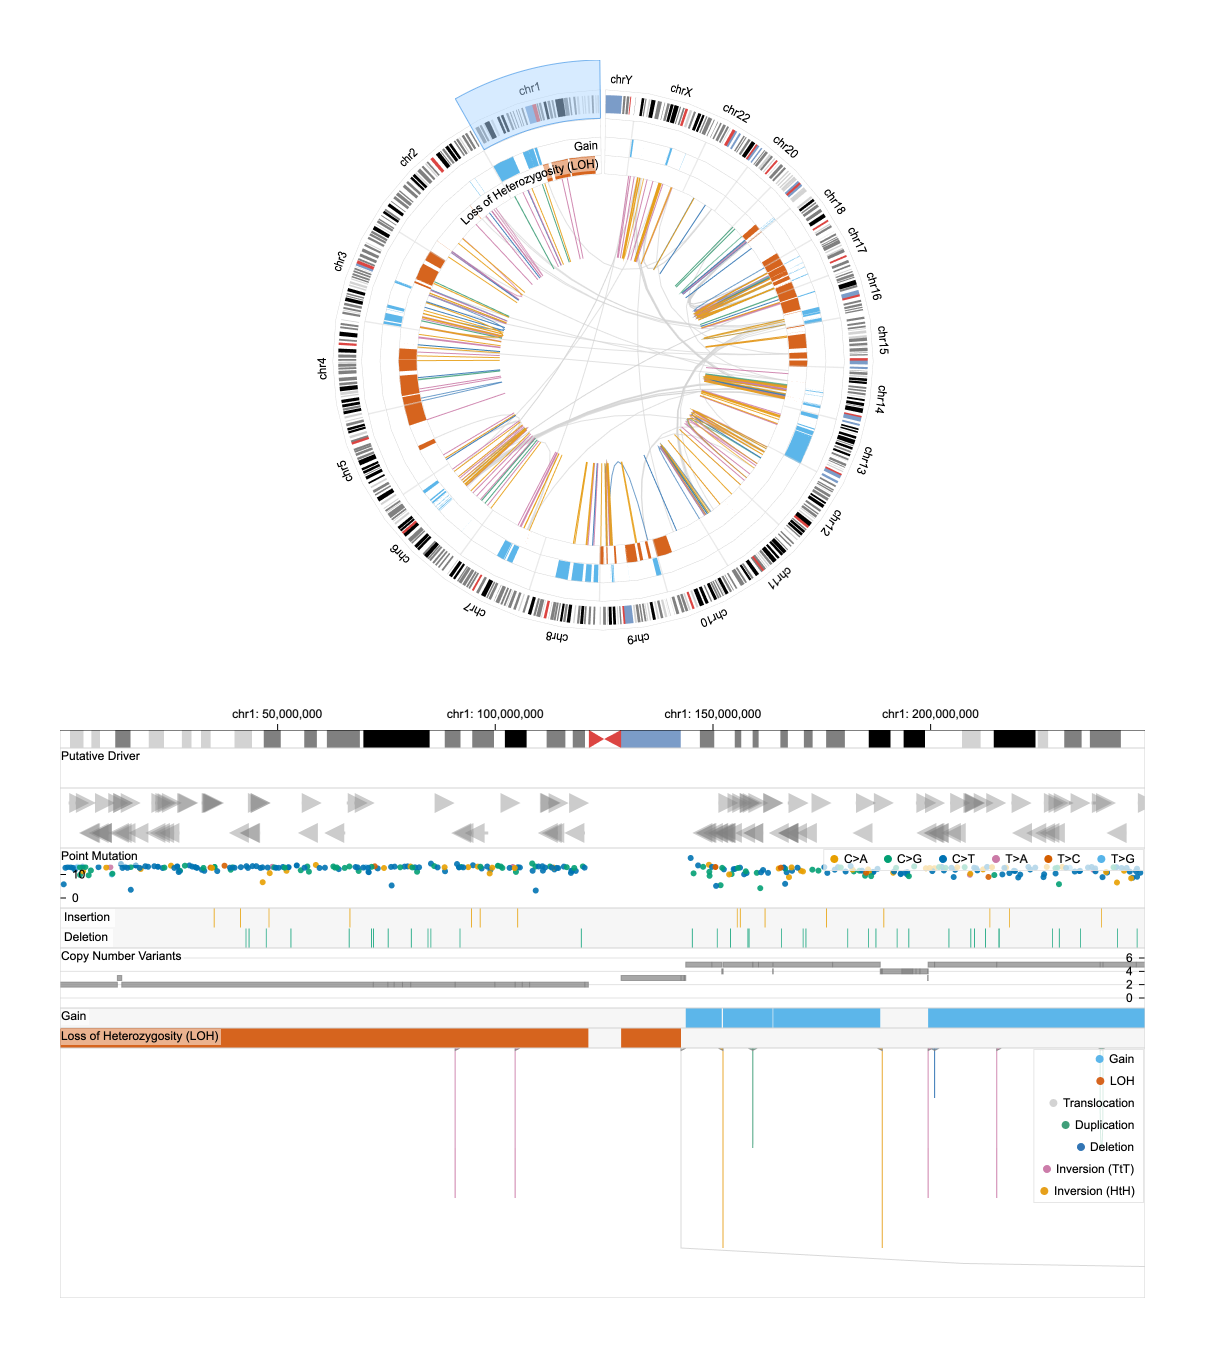 chrY
chrX
chr22
chr20
chr18
chr17
chr16
chr15
chr14
chr13
chr12
chr11
chr10
chr9
chr8
chr7
chr6
chr5
chr4
chr3
chr2
chr1
Gain
Loss of Heterozygosity (LOH)
chr1: 50,000,000 chr1: 100,000,000 chr1: 150,000,000 chr1: 200,000,000
Putative Driver
Point Mutation
C>A C>G C>T T>A T>C T>G
10
0
Insertion
Deletion
Copy Number Variants
6
4
2
0
Gain
Loss of Heterozygosity (LOH)
Gain
LOH
Translocation
Duplication
Deletion
Inversion (TtT)
Inversion (HtH)